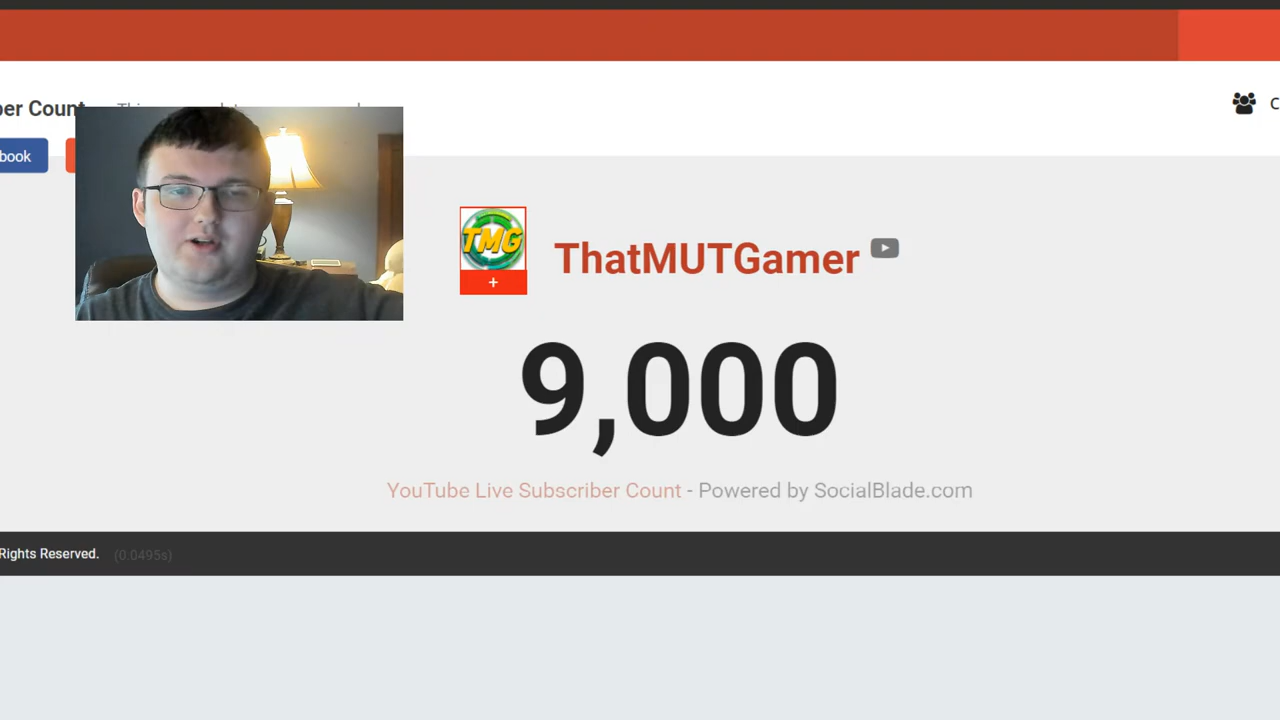 ber Count
book
TMG
+
ThatMUTGamer
9,000
YouTube Live Subscriber Count - Powered by SocialBlade.com
Rights Reserved.
(0.0495s)
C